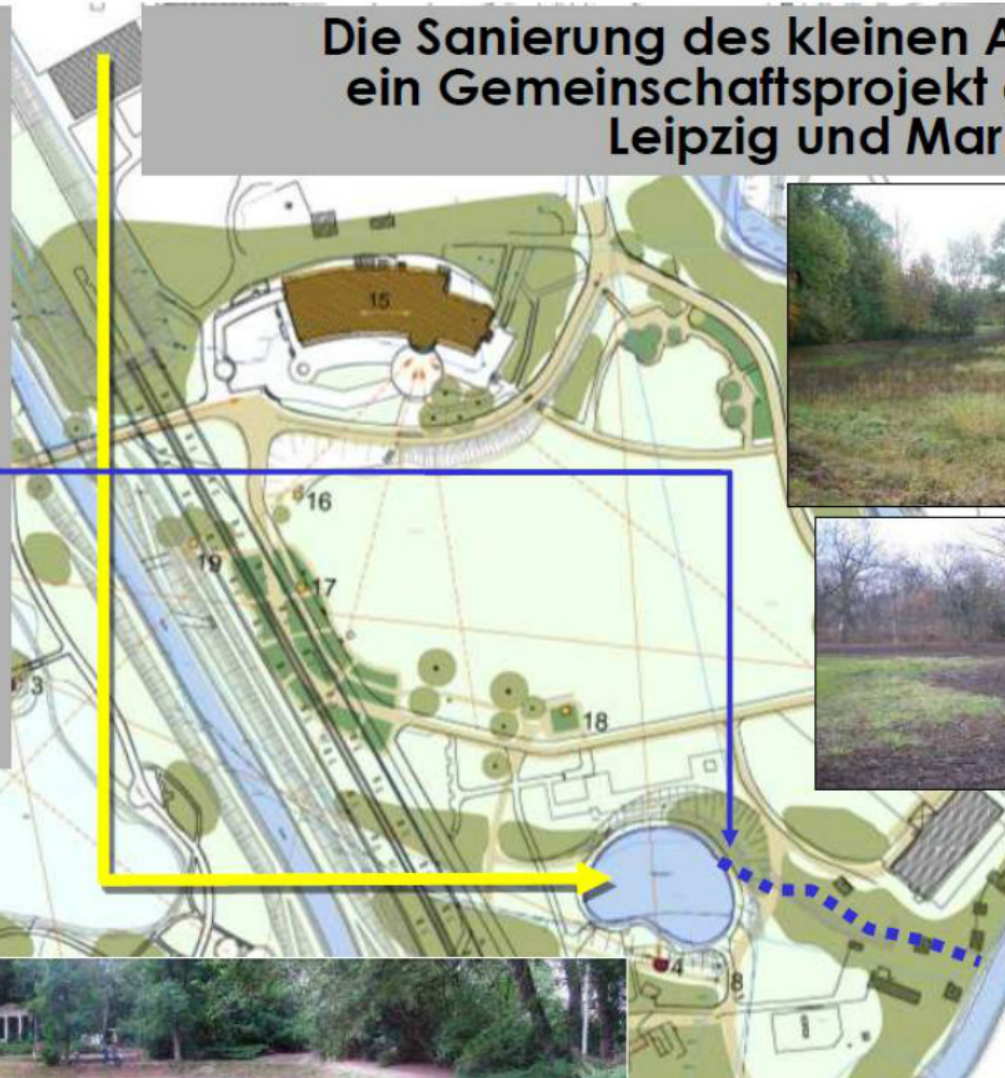 Die Sanierung des kleinen A
ein Gemeinschaftsprojekt
Leipzig und Mar
15
16
19
17
3
18
4
8